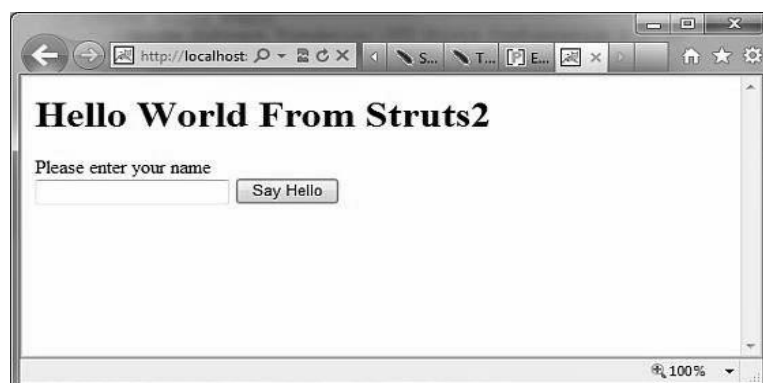 http://localhost: S... T... [P] E...
Hello World From Struts2
Please enter your name
Say Hello
100%